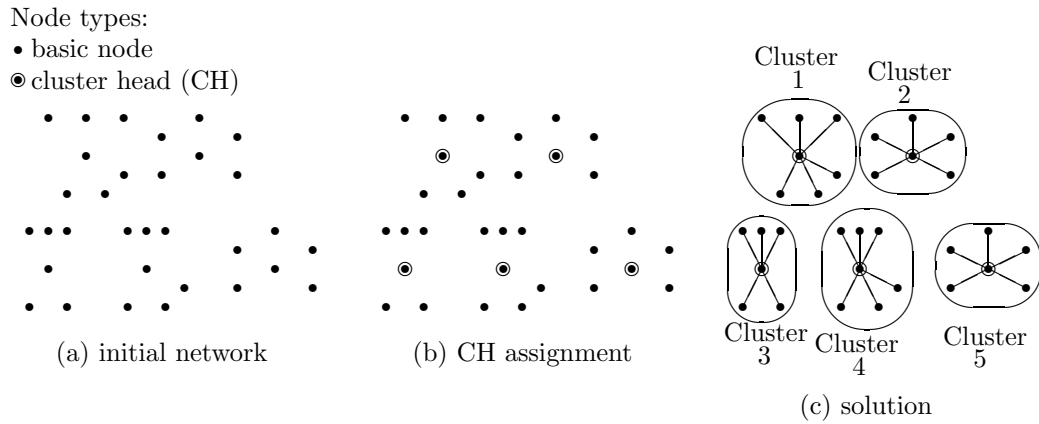 Node types:
basic node
cluster head (CH)
Cluster
1
Cluster
2
Cluster
3
Cluster
4
Cluster
5
(a) initial network
(b) CH assignment
(c) solution